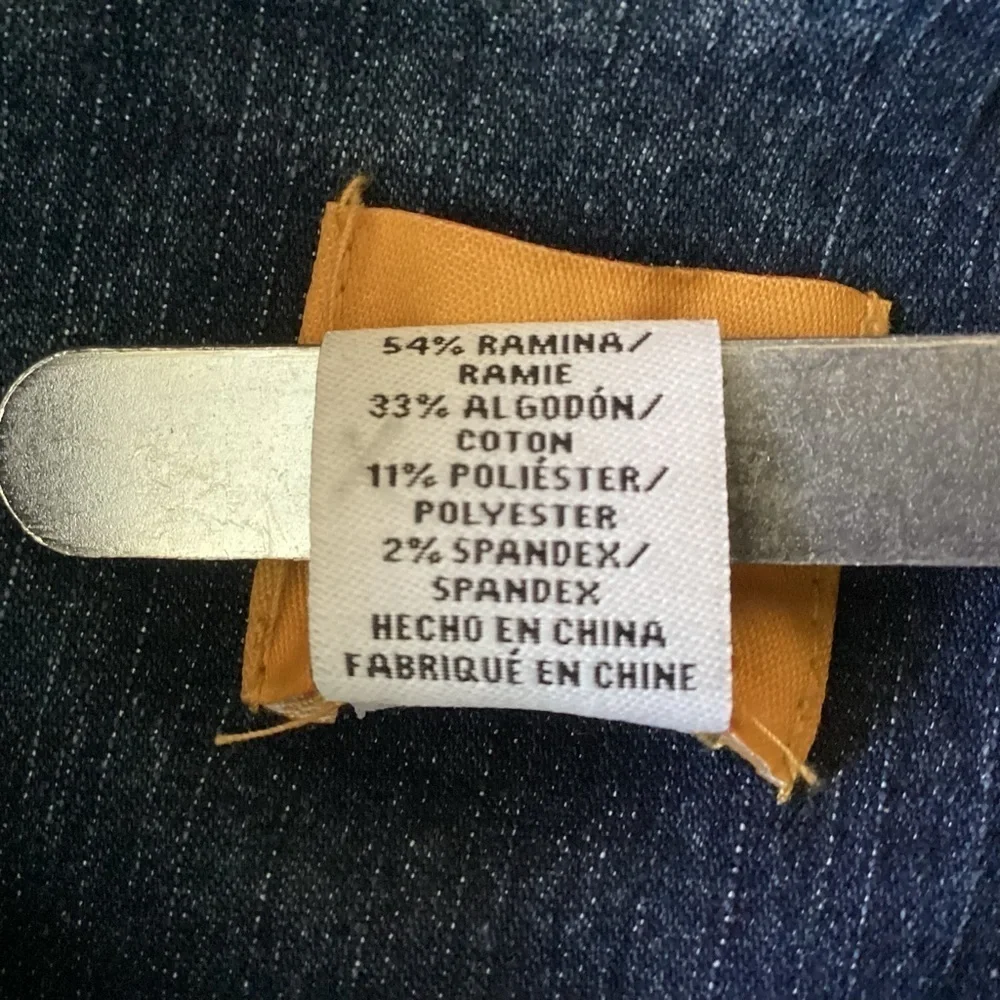 54% RAMINA/
RAMIE
33% ALGODÓN/
COTON
11% POLIÉSTER/
POLYESTER
2% SPANDEX/
SPANDEX
HECHO EN CHINA
FABRIQUÉ EN CHINE